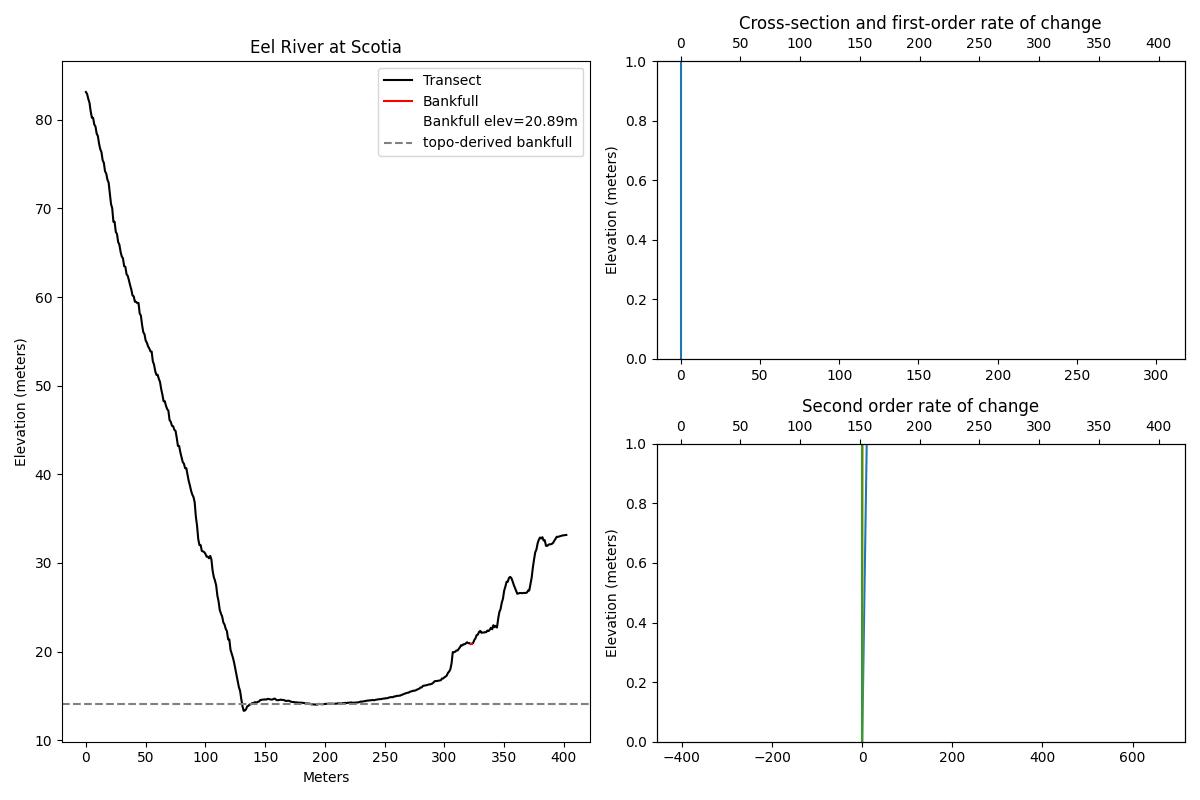 Eel River at Scotia
Transect
Bankfull
Bankfull elev=20.89m
topo-derived bankfull
80
70
60
50
40
30
20
10
Elevation (meters)
0 50 100 150 200 250 300 350 400
Meters
Cross-section and first-order rate of change
0 50 100 150 200 250 300 350 400
1.0
0.8
0.6
0.4
0.2
0.0
Elevation (meters)
0 50 100 150 200 250 300
Second order rate of change
0 50 100 150 200 250 300 350 400
1.0
0.8
0.6
0.4
0.2
0.0
Elevation (meters)
−400 −200 0 200 400 600